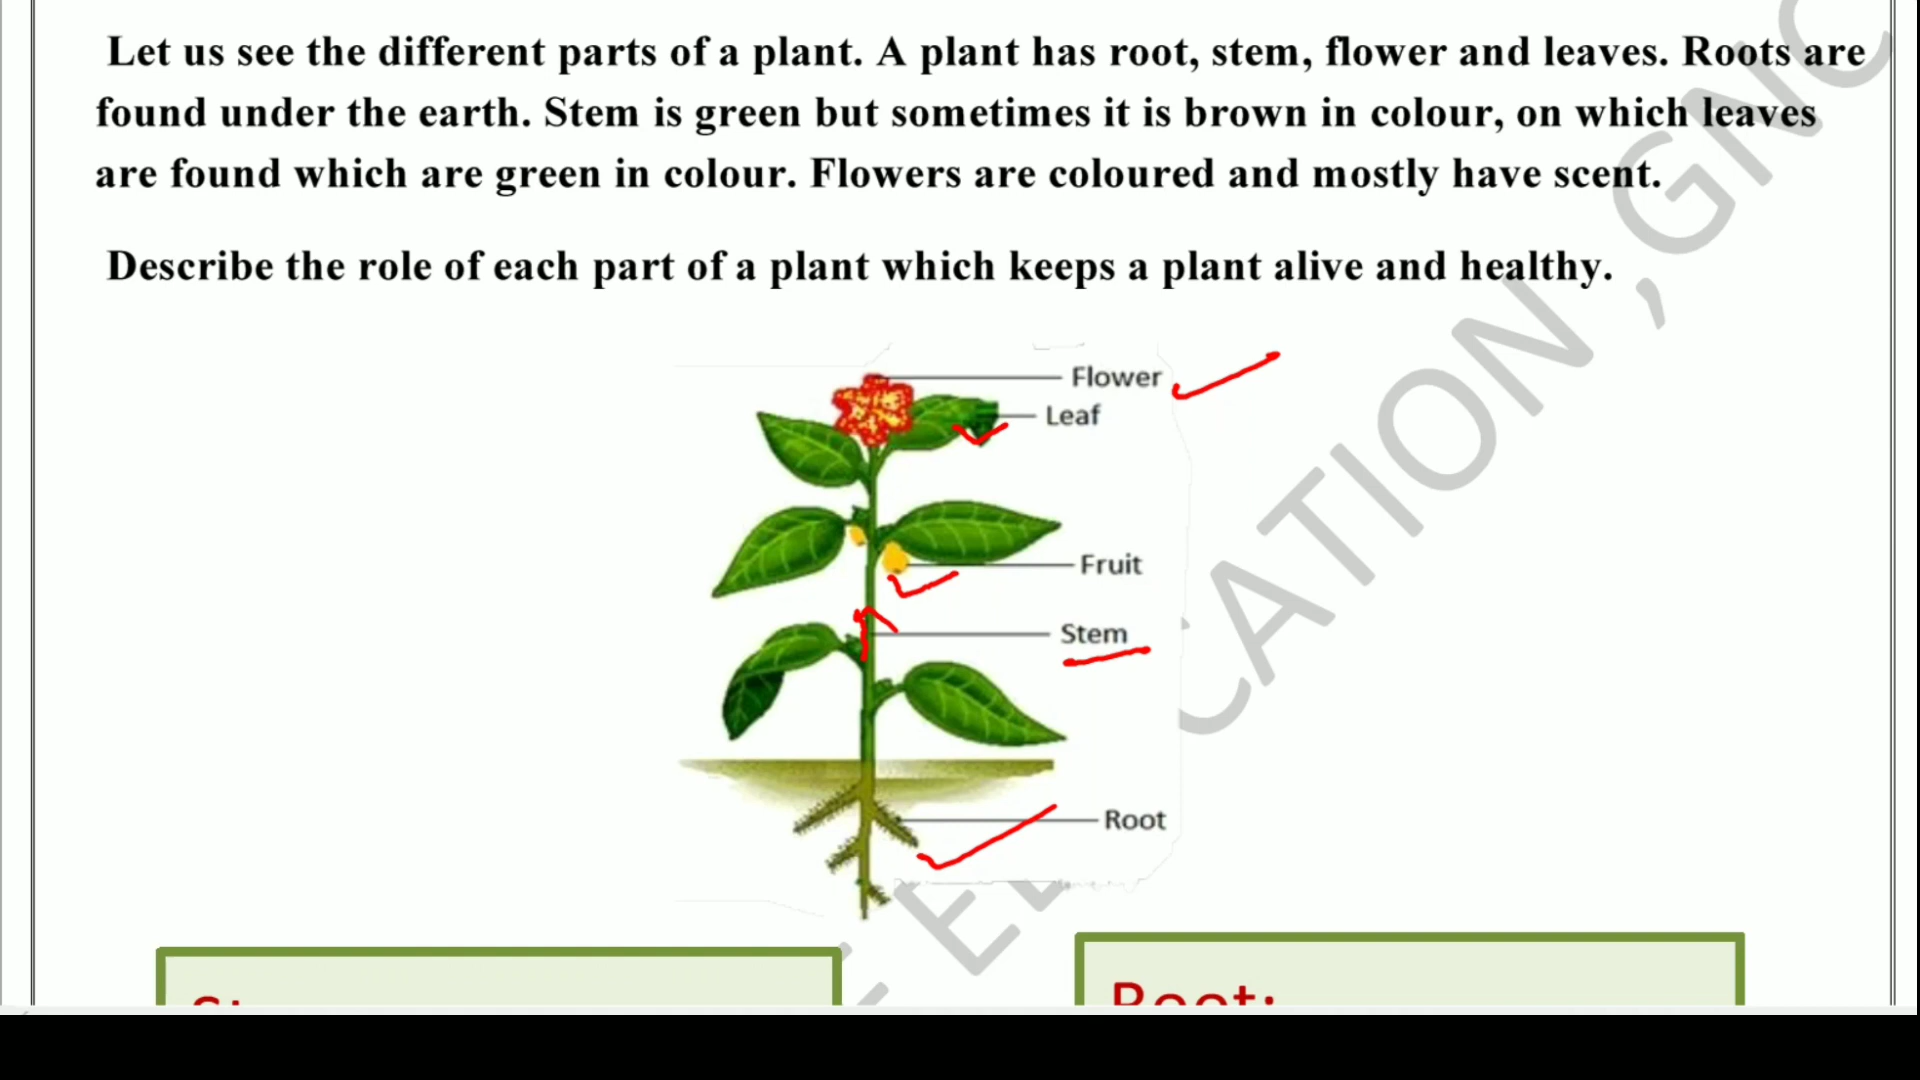 Let us see the different parts of a plant. A plant has root, stem, flower and leaves. Roots are
found under the earth. Stem is green but sometimes it is brown in colour, on which leaves
are found which are green in colour. Flowers are coloured and mostly have scent.
Describe the role of each part of a plant which keeps a plant alive and healthy.
Flower
Leaf
Fruit
Stem
Root
Root: